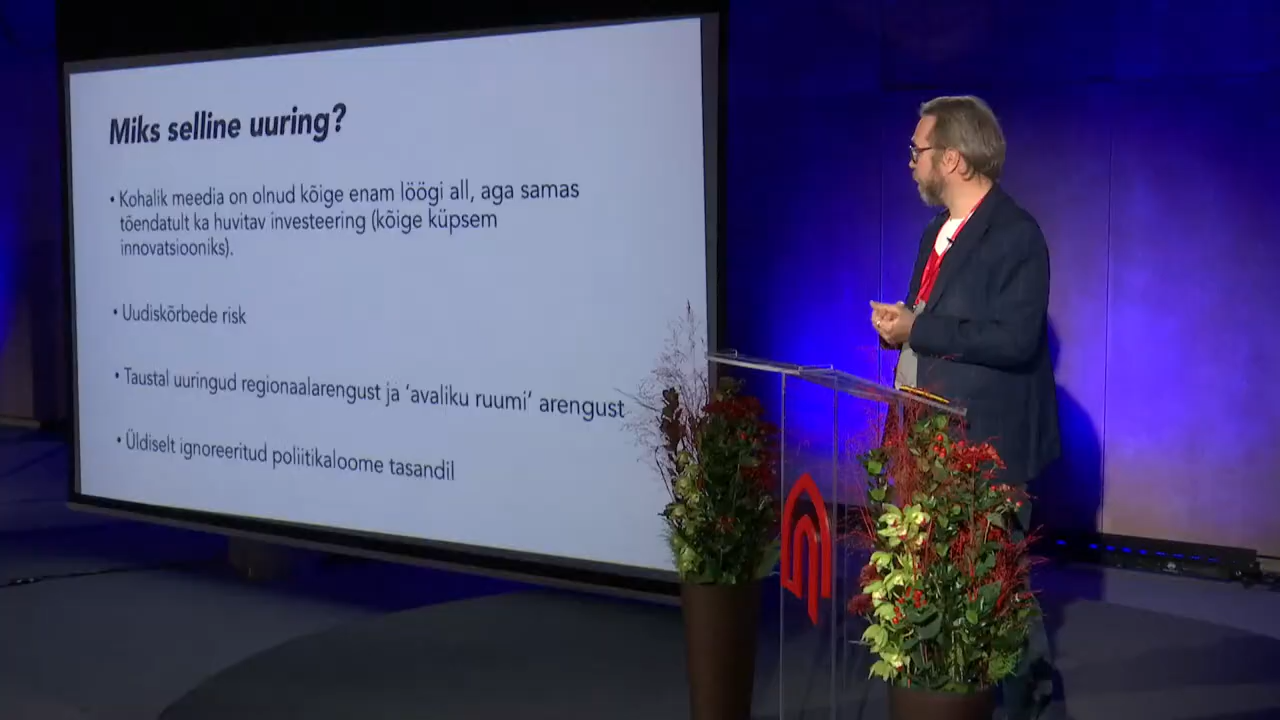 Miks selline uuring?
• Kohalik meedia on olnud kõige enam löögi all, aga samas
tõendatult ka huvitav investeering (kõige küpsem
innovatsiooniks).
• Uudiskõrbede risk
• Taustal uuringud regionaalarengust ja ‘avaliku ruumi’ arengust
• Üldiselt ignoreeritud poliitikaloome tasandil